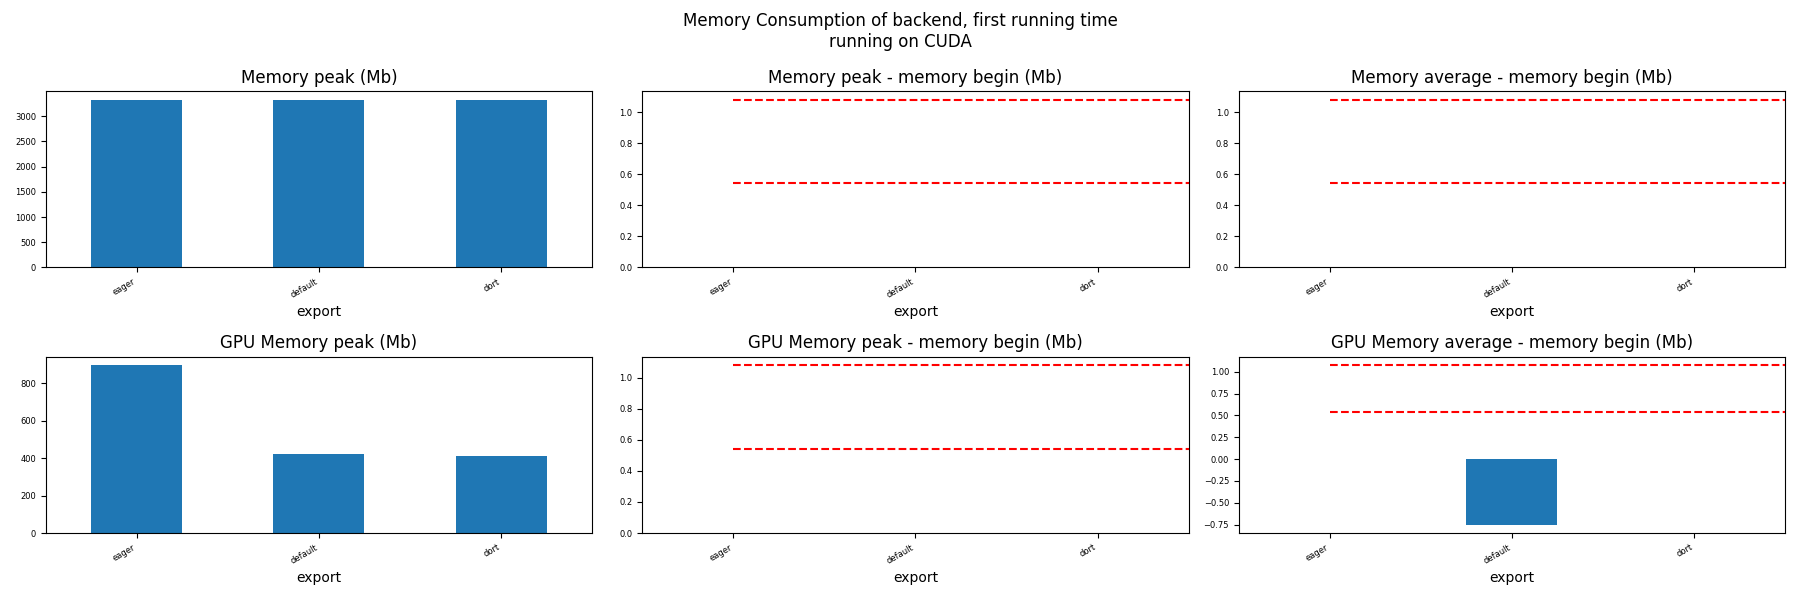 Memory Consumption of backend, first running time
running on CUDA
Memory peak (Mb)
3000
2500
2000
1500
1000
500
0
eager
default
dort
export
Memory peak - memory begin (Mb)
1.0
0.8
0.6
0.4
0.2
0.0
eager
default
dort
export
Memory average - memory begin (Mb)
1.0
0.8
0.6
0.4
0.2
0.0
eager
default
dort
export
GPU Memory peak (Mb)
800
600
400
200
0
eager
default
dort
export
GPU Memory peak - memory begin (Mb)
1.0
0.8
0.6
0.4
0.2
0.0
eager
default
dort
export
GPU Memory average - memory begin (Mb)
1.00
0.75
0.50
0.25
0.00
−0.25
−0.50
−0.75
eager
default
dort
export